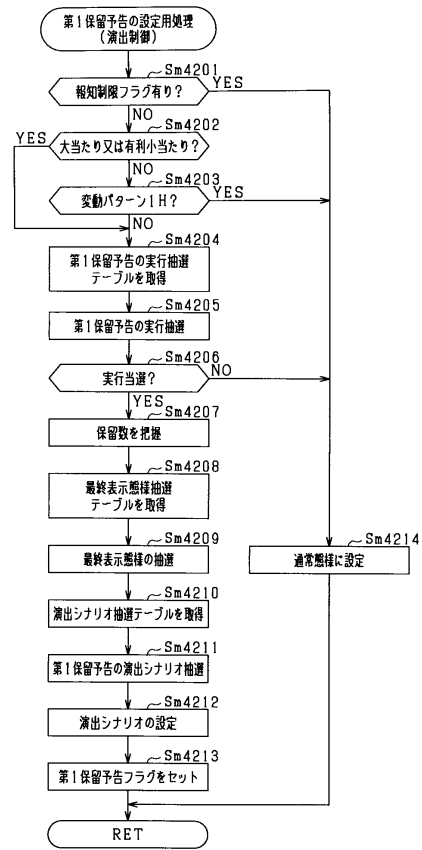 第1保留予告の設定用処理
(演出制御)
Sm4201
報知制限フラグ有り?
YES
NO
Sm4202
YES
大当たり又は有利小当たり?
NO
Sm4203
変動パターン1H?
YES
NO
Sm4204
第1保留予告の実行抽選
テーブルを取得
Sm4205
第1保留予告の実行抽選
Sm4206
実行当選?
NO
YES
Sm4207
保留数を把握
Sm4208
最終表示態様抽選
テーブルを取得
Sm4209
最終表示態様の抽選
Sm4214
通常態様に設定
Sm4210
演出シナリオ抽選テーブルを取得
Sm4211
第1保留予告の演出シナリオ抽選
Sm4212
演出シナリオの設定
Sm4213
第1保留予告フラグをセット
RET